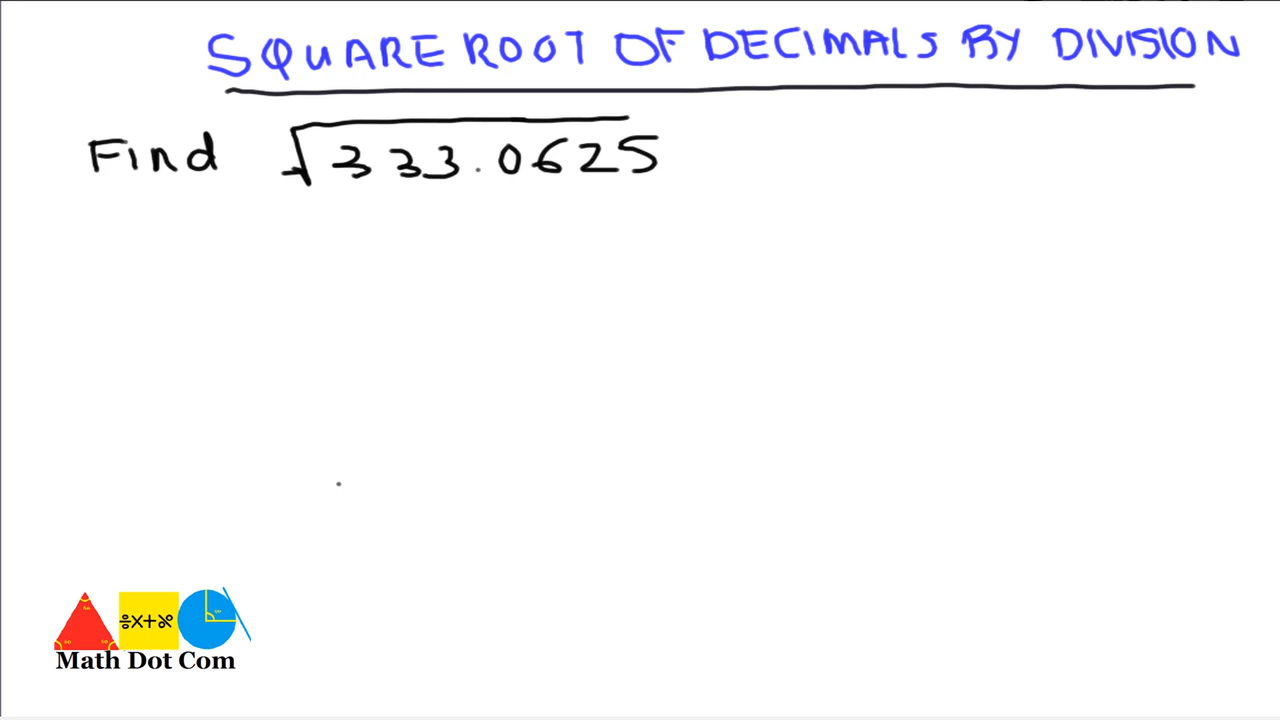 SQUARE ROOT OF DECIMALS BY DIVISION
Find √333.0625
÷x+%
Math Dot Com